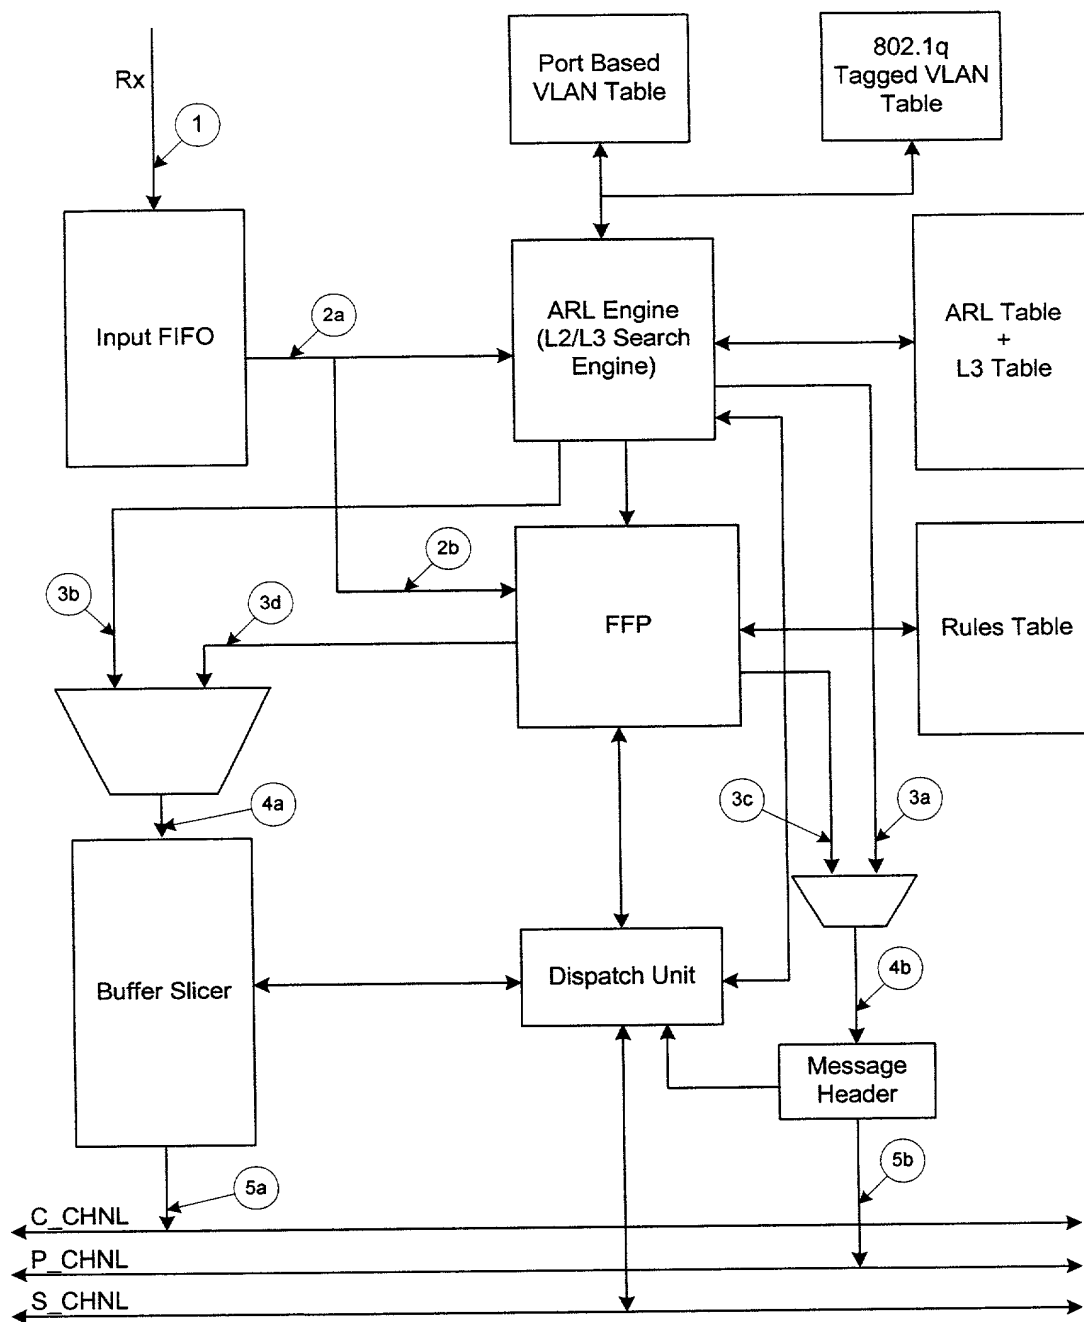 Rx
1
Port Based
VLAN Table
802.1q
Tagged VLAN
Table
Input FIFO
2a
ARL Engine
(L2/L3 Search
Engine)
ARL Table
+
L3 Table
2b
3b
3d
FFP
Rules Table
4a
3c
3a
Buffer Slicer
Dispatch Unit
4b
Message
Header
5a
5b
C_CHNL
P_CHNL
S_CHNL